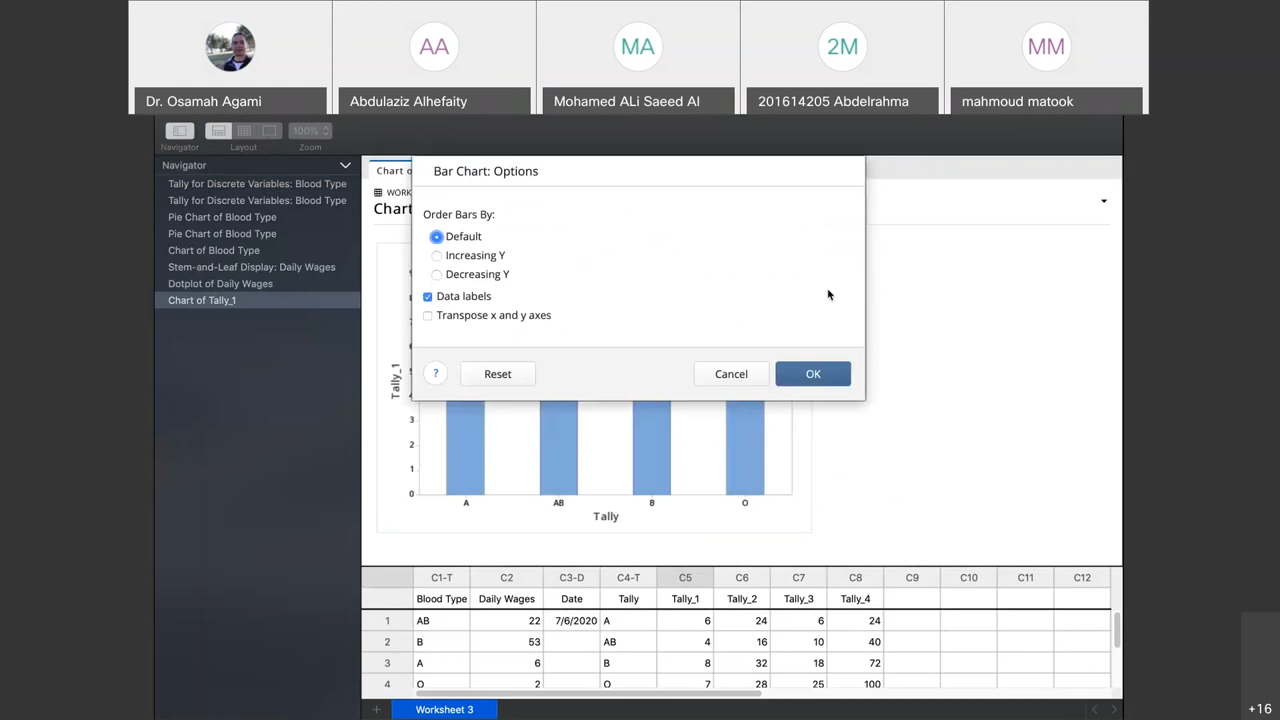 AA
MA
2M
MM
Dr. Osamah Agami
Abdulaziz Alhefaity
Mohamed ALi Saeed Al
201614205 Abdelrahma
mahmoud matook
100%
Navigator
Layout
Zoom
Navigator
Tally for Discrete Variables: Blood Type
Tally for Discrete Variables: Blood Type
Pie Chart of Blood Type
Pie Chart of Blood Type
Chart of Blood Type
Stem-and-Leaf Display: Daily Wages
Dotplot of Daily Wages
Chart of Tally_1
Chart o
WORK
Chart
Bar Chart: Options
Order Bars By:
Default
Increasing Y
Decreasing Y
Data labels
Transpose x and y axes
?
Reset
Cancel
OK
Tally_1
3
2
1
0
A AB B O
Tally
C1-T C2 C3-D C4-T C5 C6 C7 C8 C9 C10 C11 C12
Blood Type Daily Wages Date Tally Tally_1 Tally_2 Tally_3 Tally_4
1 AB 22 7/6/2020 A 6 24 6 24
2 B 53 AB 4 16 10 40
3 A 6 B 8 32 18 72
4 O 2 O 7 28 25 100
Worksheet 3
+16